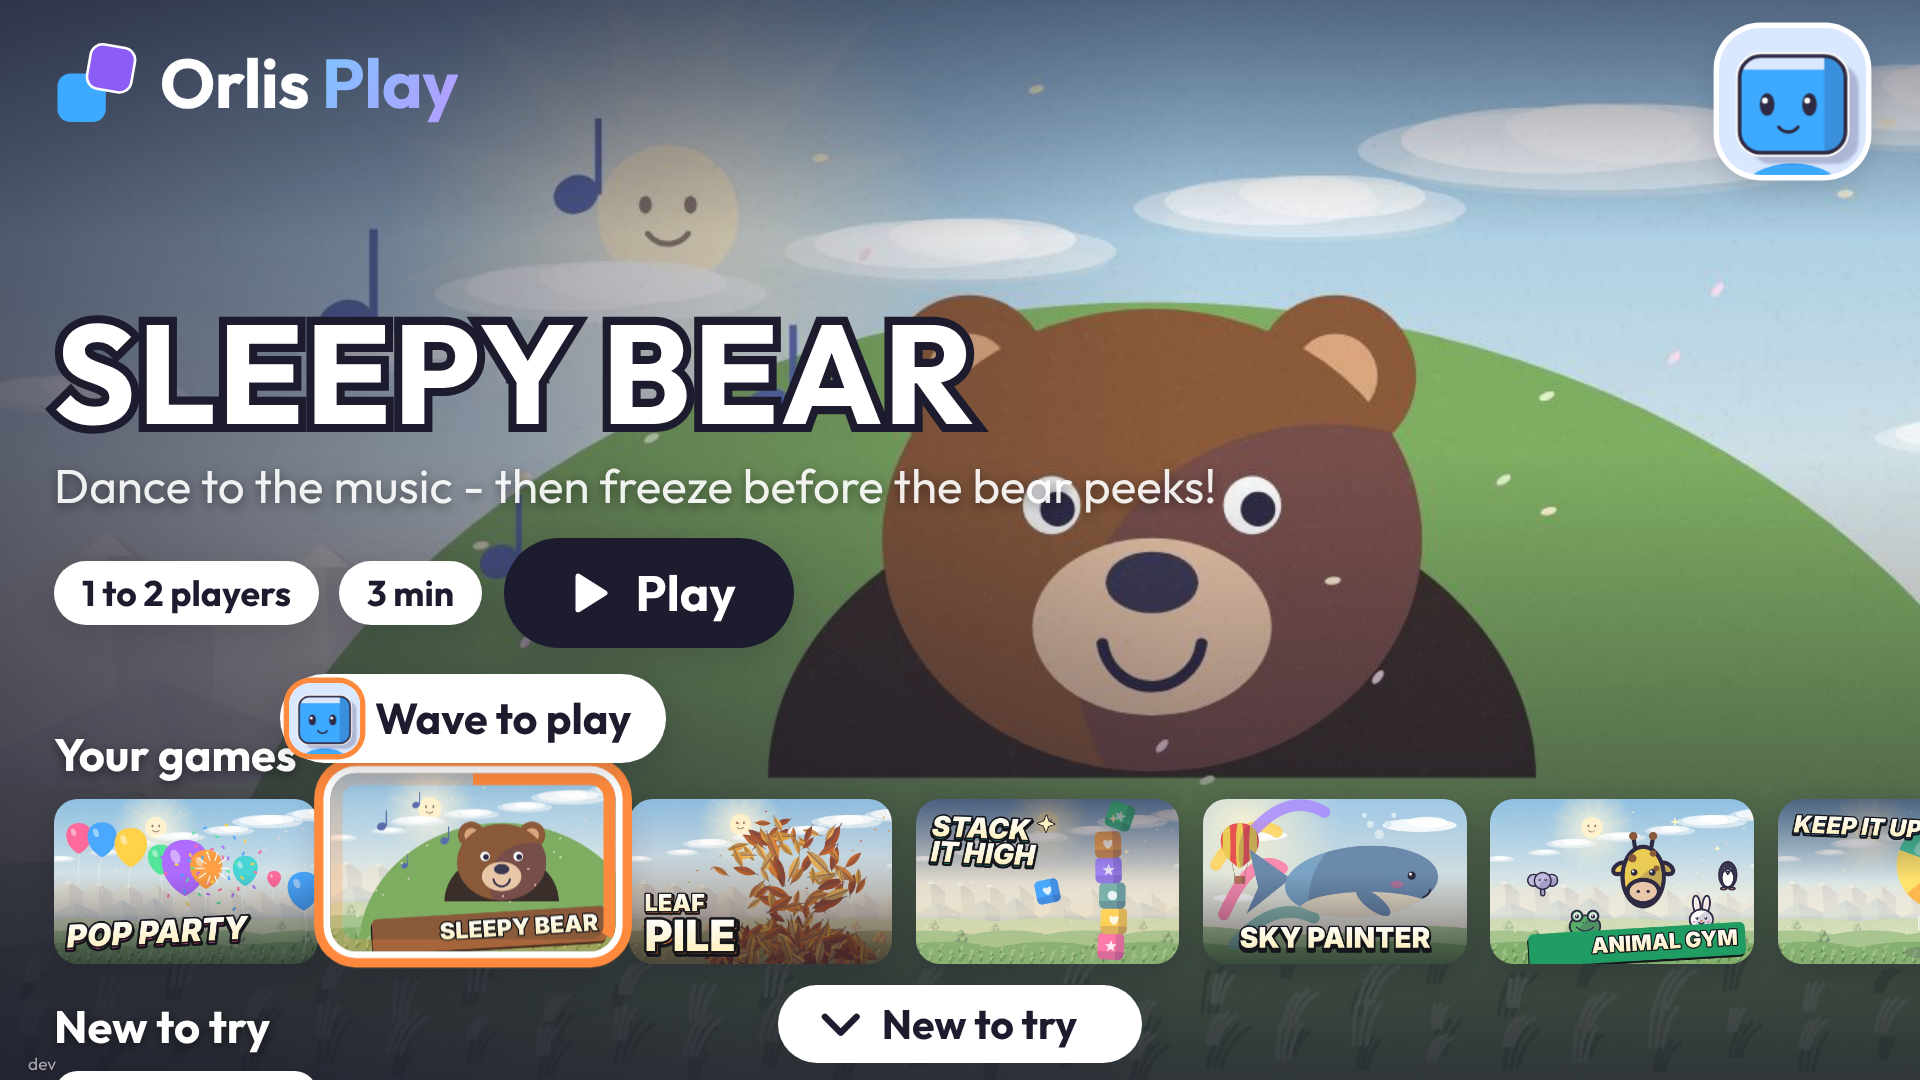 Orlis Play
SLEEPY BEAR
Dance to the music - then freeze before the bear peeks!
1 to 2 players
3 min
Play
Wave to play
Your games
POP PARTY
SLEEPY BEAR
LEAF
PILE
STACK
IT HIGH
SKY PAINTER
ANIMAL GYM
KEEP IT UP
New to try
New to try
dev